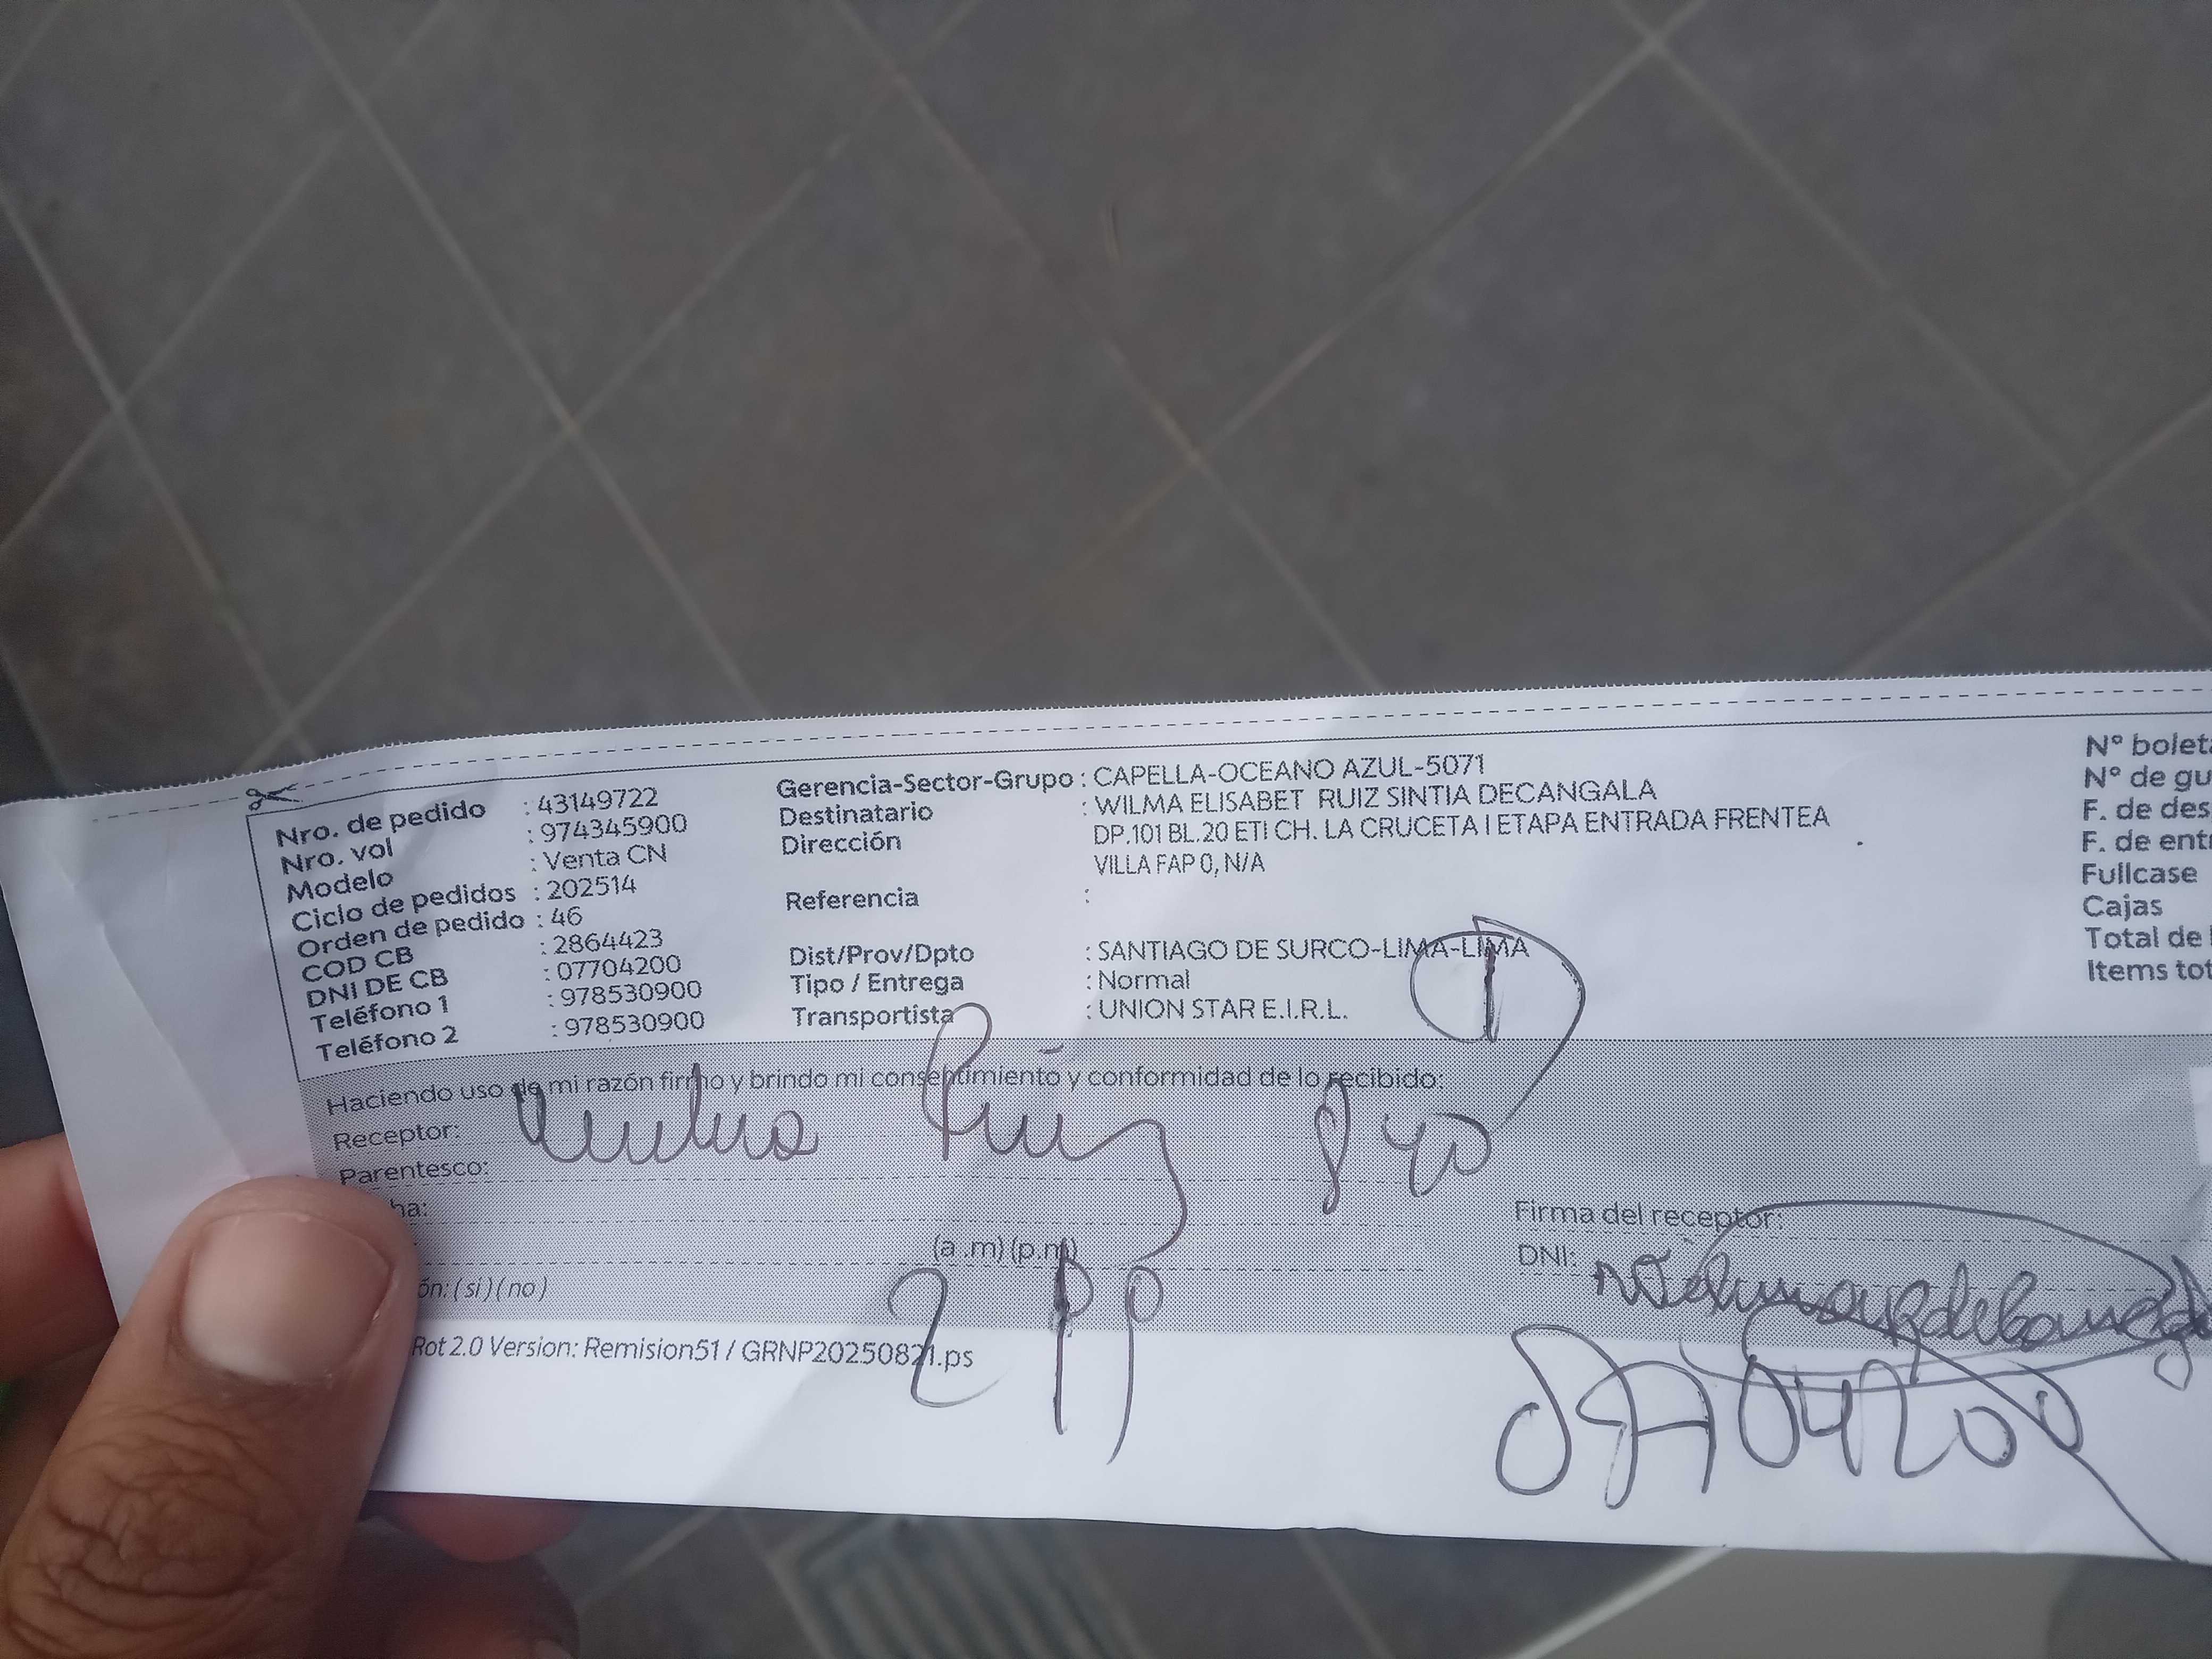 Nro. de pedido : 43149722
Nro. vol : 974345900
Modelo : Venta CN
Ciclo de pedidos : 202514
Orden de pedido : 46
COD CB : 2864423
DNI DE CB : 07704200
Teléfono 1 : 978530900
Teléfono 2 : 978530900
Gerencia-Sector-Grupo : CAPELLA-OCEANO AZUL-5071
Destinatario : WILMA ELISABET RUIZ SINTIA DECANGALA
Dirección DP.101 BL.20 ETI CH. LA CRUCETA I ETAPA ENTRADA FRENTEA
VILLA FAP 0, N/A
Referencia :
Dist/Prov/Dpto : SANTIAGO DE SURCO-LIMA-LIMA
Tipo / Entrega : Normal
Transportista : UNION STAR E.I.R.L.
1
N° bolet
N° de gu
F. de des
F. de ent
Fullcase
Cajas
Total de
Items tot
Haciendo uso de mi razón firmo y brindo mi consentimiento y conformidad de lo recibido:
Receptor: Ruiz
Parentesco:
ha:
(a .m) (p.m)
ón: (si) (no)
Firma del receptor:
DNI:
Rot 2.0 Version: Remision51 / GRNP20250821.ps